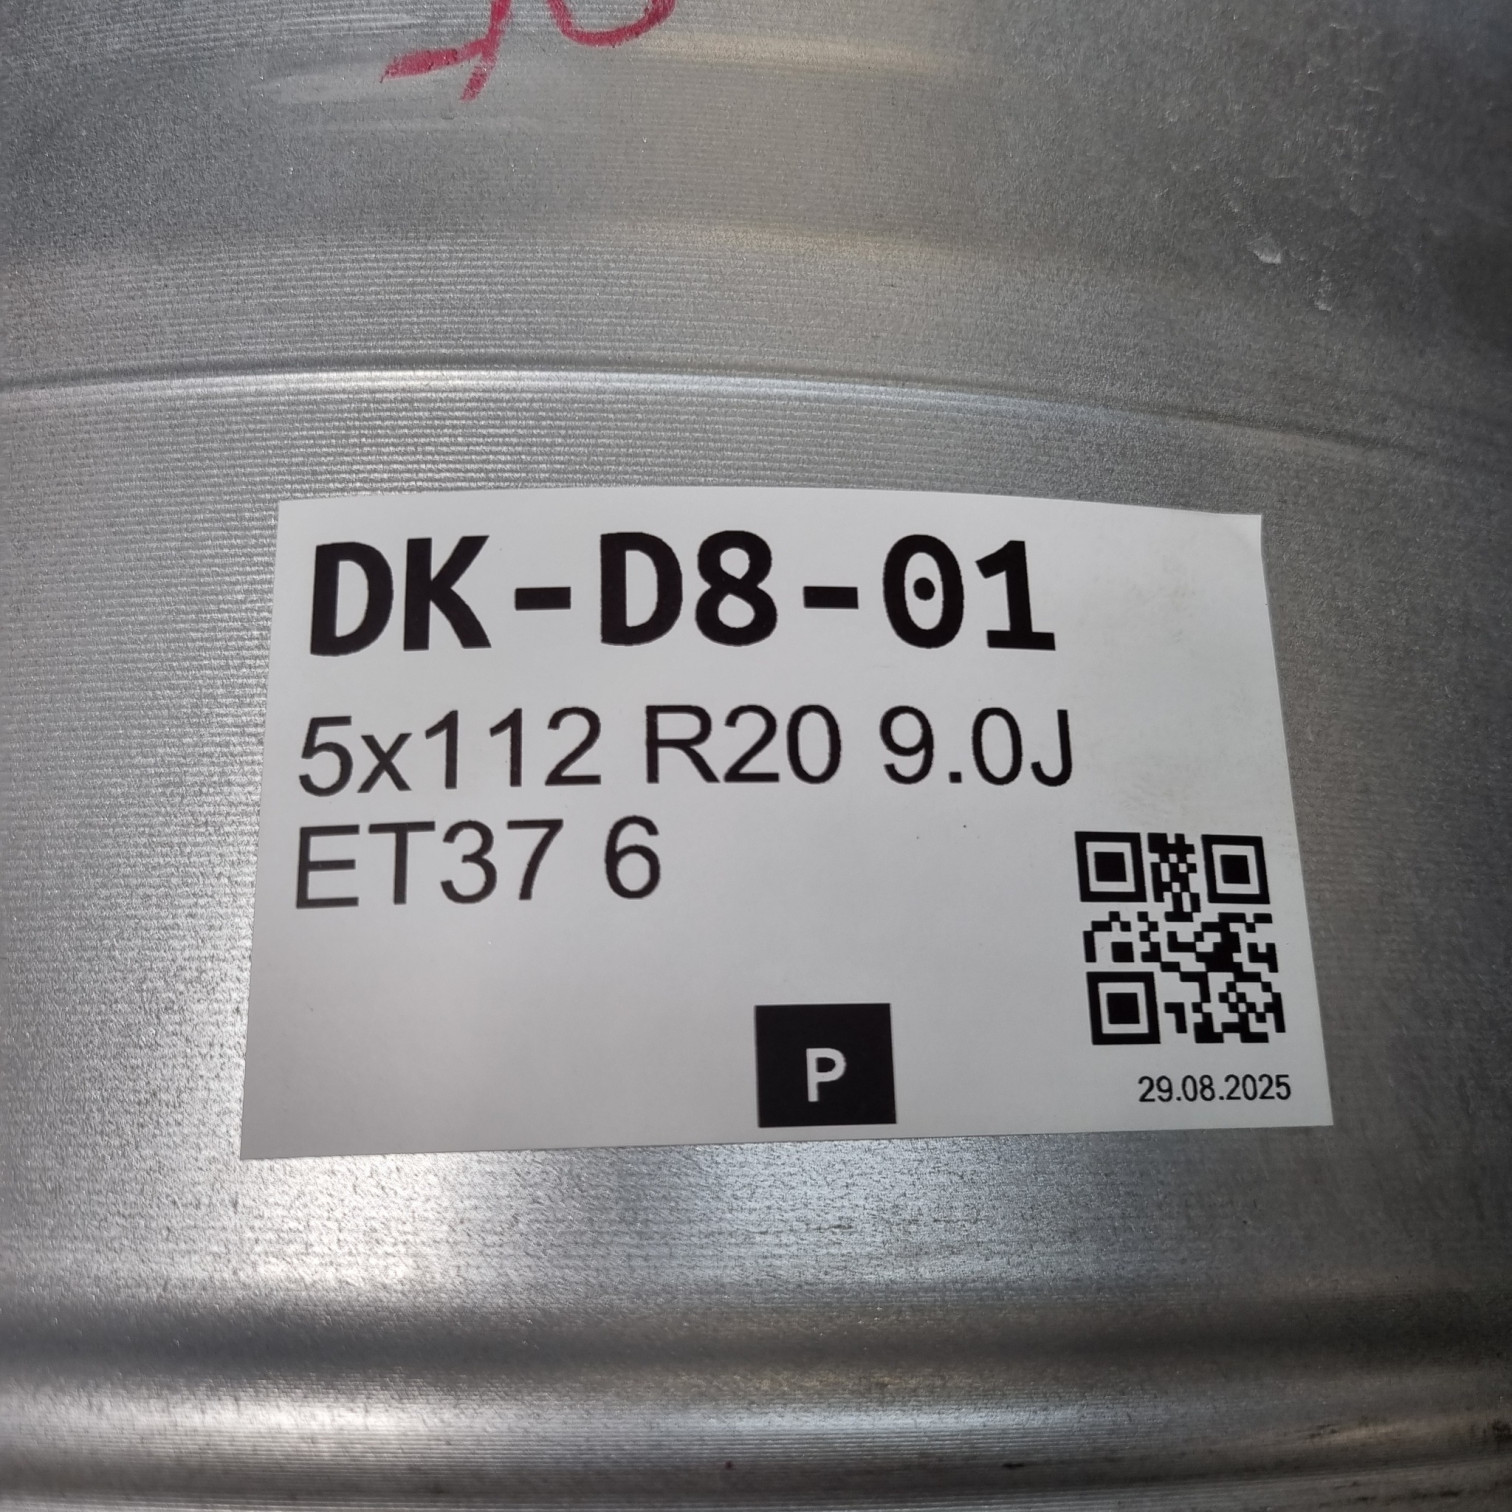 DK-D8-01
5x112 R20 9.0J
ET37 6
P
29.08.2025